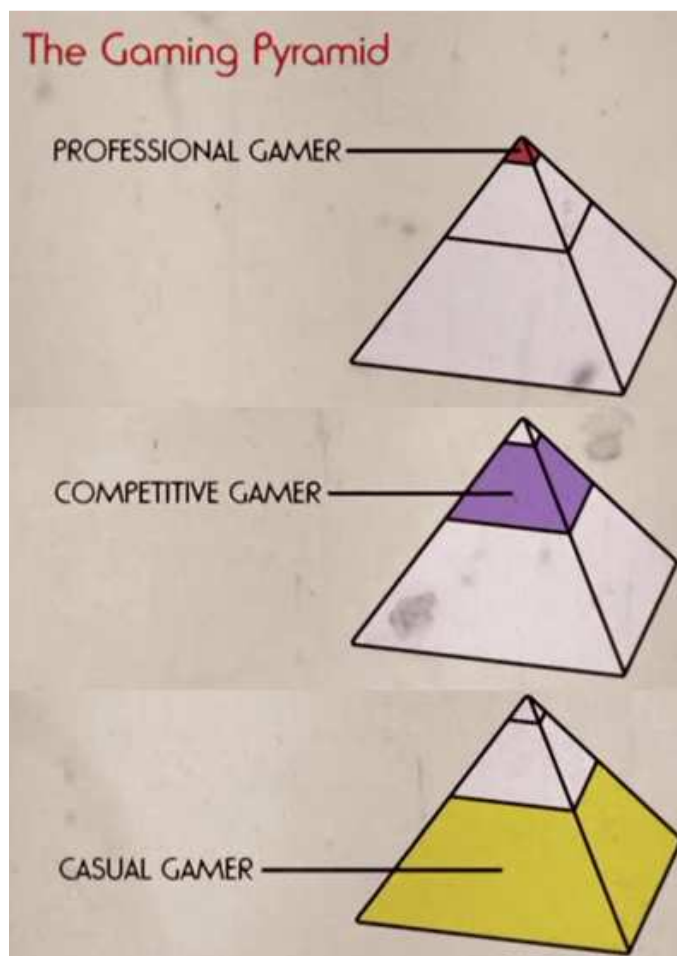 The Gaming Pyramid
PROFESSIONAL GAMER
COMPETITIVE GAMER
CASUAL GAMER